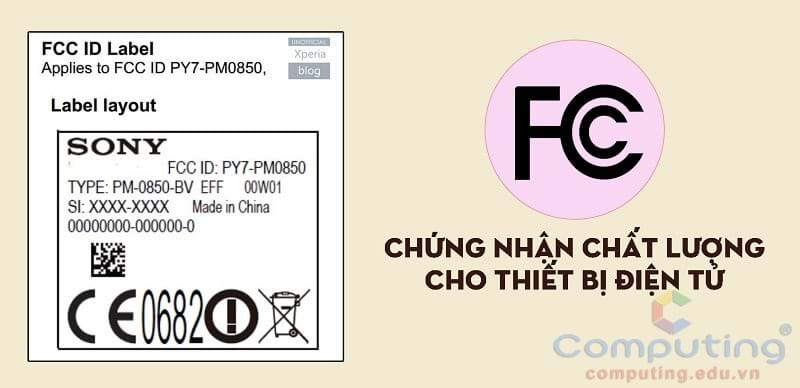 FCC ID Label
Applies to FCC ID PY7-PM0850,
UNOFFICIAL
Xperia
blog
Label layout
SONY
FCC ID: PY7-PM0850
TYPE: PM-0850-BV EFF 00W01
SI: XXXX-XXXX Made in China
00000000-000000-0
CE0682
FCC
CHỨNG NHẬN CHẤT LƯỢNG
CHO THIẾT BỊ ĐIỆN TỬ
Computing®
computing.edu.vn